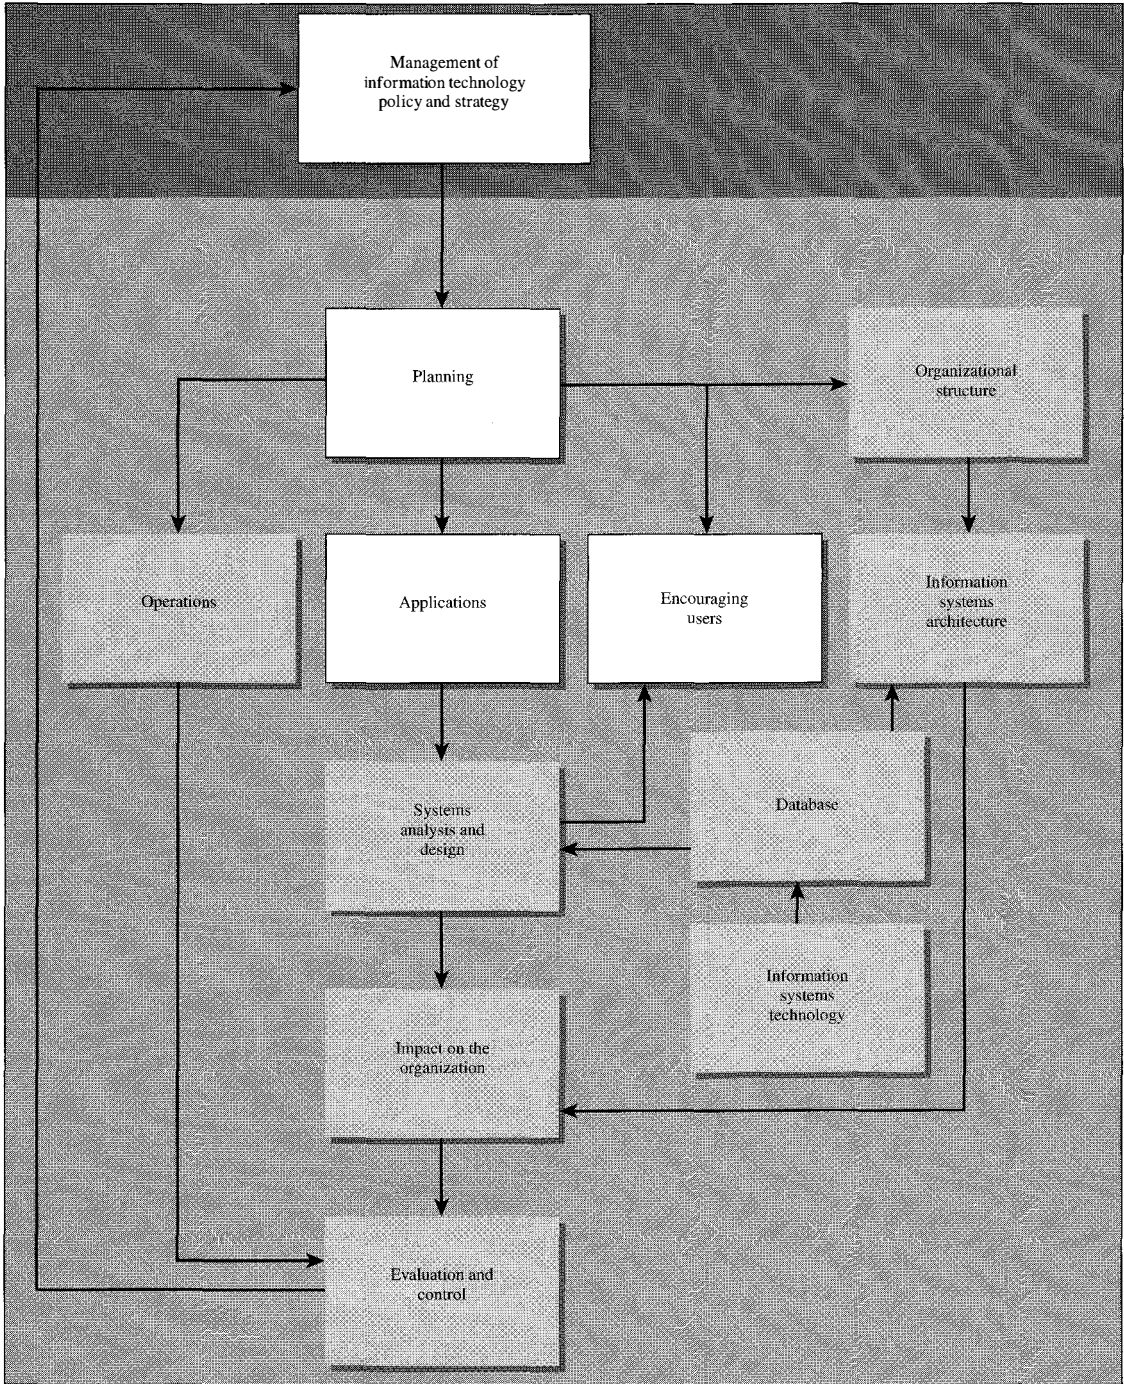 Management of
information technology
policy and strategy
Planning
Organizational
structure
Operations
Applications
Encouraging
users
Information
systems
architecture
Systems
analysis and
design
Database
Information
systems
technology
Impact on the
organization
Evaluation and
control